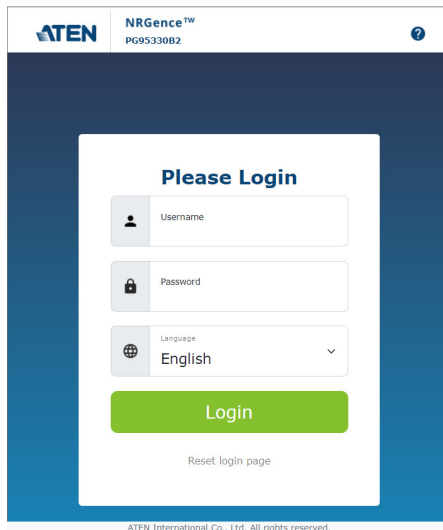 ATEN
NRGence™
PG95330B2
Please Login
Username
Password
Language
English
Login
Reset login page
ATEN International Co., Ltd. All rights reserved.